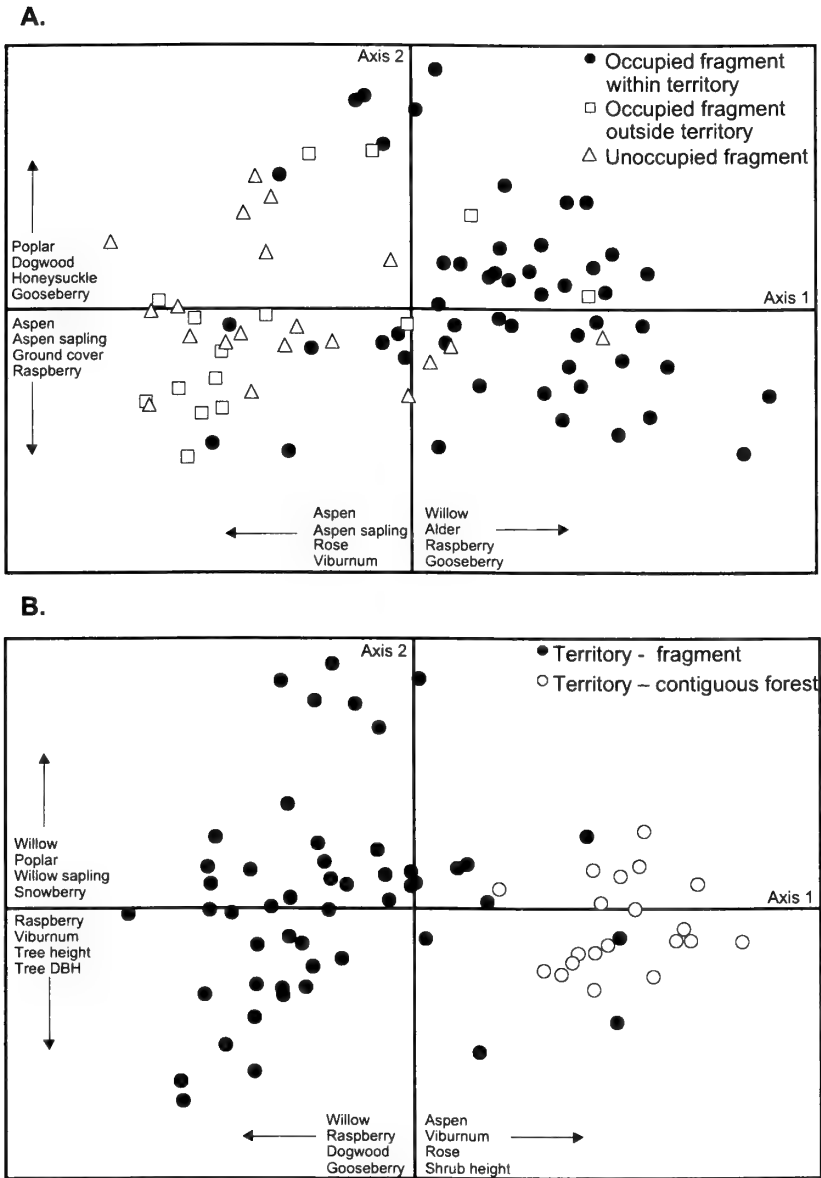 A.
Axis 2
Occupied fragment
within territory
Occupied fragment
outside territory
Unoccupied fragment
Poplar
Dogwood
Honeysuckle
Gooseberry
Axis 1
Aspen
Aspen sapling
Ground cover
Raspberry
Aspen
Aspen sapling
Rose
Viburnum
Willow
Alder
Raspberry
Gooseberry
B.
Axis 2
Territory - fragment
Territory – contiguous forest
Willow
Poplar
Willow sapling
Snowberry
Axis 1
Raspberry
Viburnum
Tree height
Tree DBH
Willow
Raspberry
Dogwood
Gooseberry
Aspen
Viburnum
Rose
Shrub height